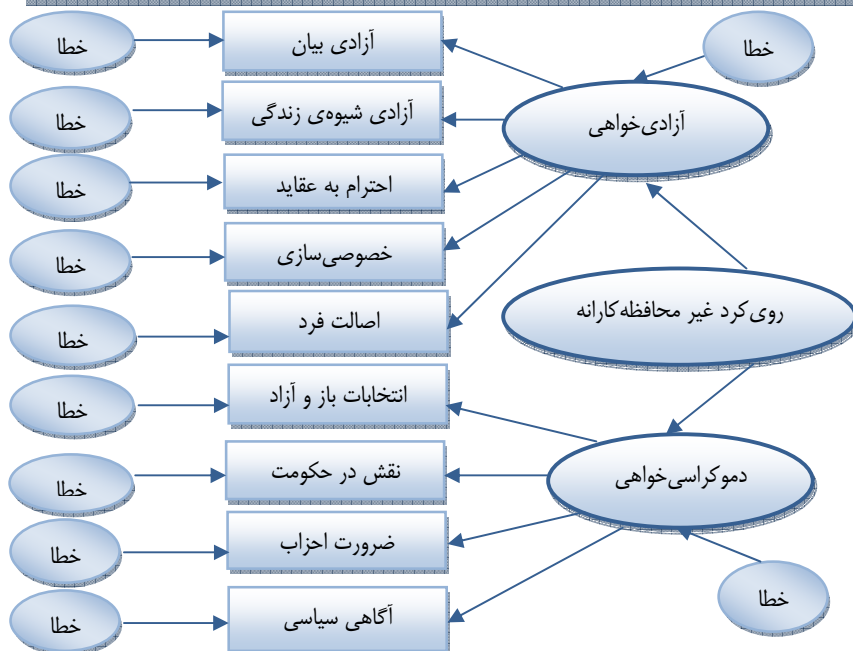 خطا
آزادی بیان
خطا
آزادی‌خواهی
آزادی شیوه‌ی زندگی
خطا
احترام به عقاید
خطا
خصوصی‌سازی
خطا
روی‌کرد غیر محافظه‌کارانه
اصالت فرد
خطا
انتخابات باز و آزاد
خطا
دموکراسی‌خواهی
نقش در حکومت
خطا
ضرورت احزاب
خطا
خطا
آگاهی سیاسی
خطا